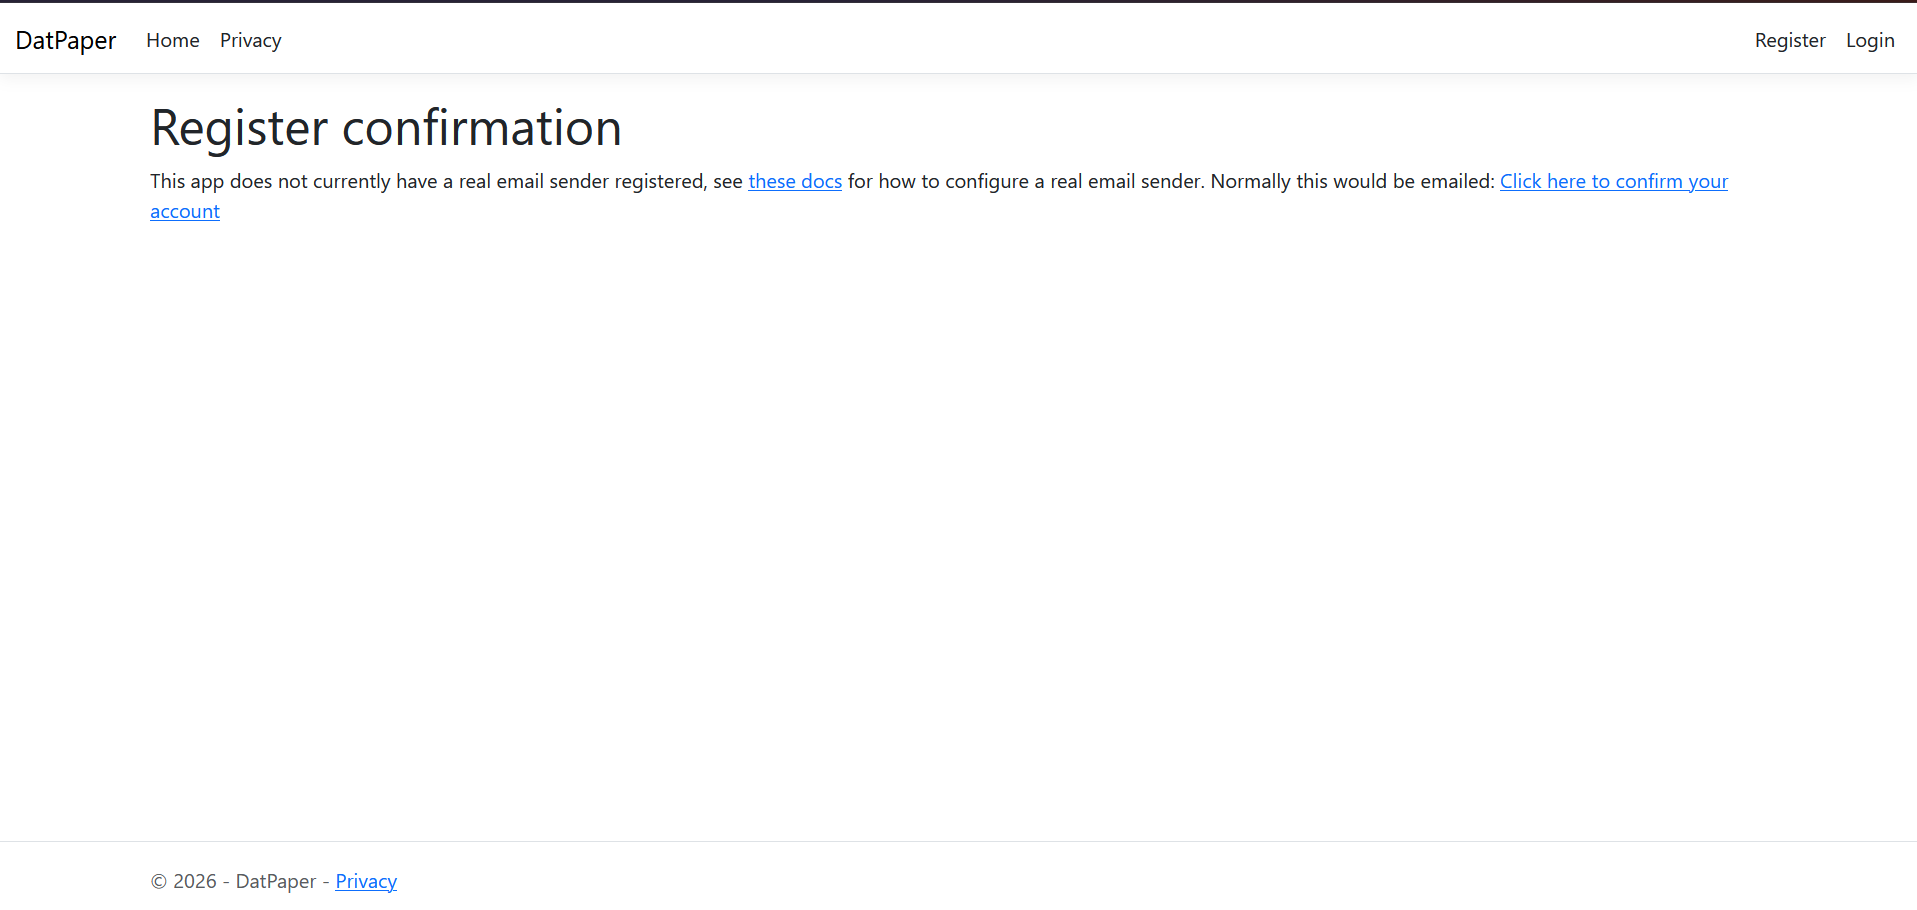 DatPaper Home Privacy Register Login
Register confirmation
This app does not currently have a real email sender registered, see these docs for how to configure a real email sender. Normally this would be emailed: Click here to confirm your
account
© 2026 - DatPaper - Privacy